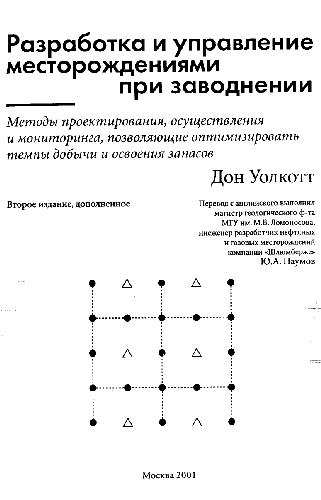 Разработка и управление
месторождениями
при заводнении
Методы проектирования, осуществления
и мониторинга, позволяющие оптимизировать
темпы добычи и освоения запасов
Дон Уолкотт
Второе издание, дополненное
Перевод с английского выполнил
магистр геологического ф-та
МГУ им. М.В. Ломоносова,
инженер разработчик нефтяных
и газовых месторождений
компании «Шлюмберже»
Ю.А. Наумов
Москва 2001